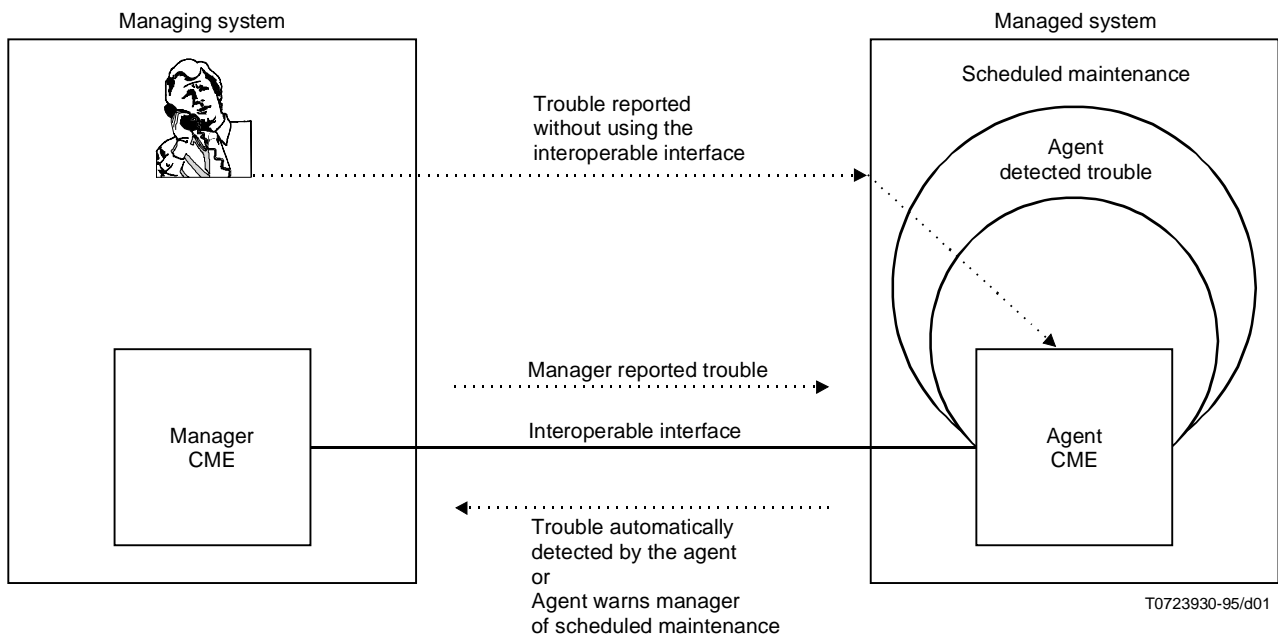 Managing system
Managed system
Scheduled maintenance
Trouble reported
without using the
interoperable interface
Agent
detected trouble
Manager reported trouble
Interoperable interface
Manager
CME
Agent
CME
Trouble automatically
detected by the agent
or
Agent warns manager
of scheduled maintenance
T0723930-95/d01